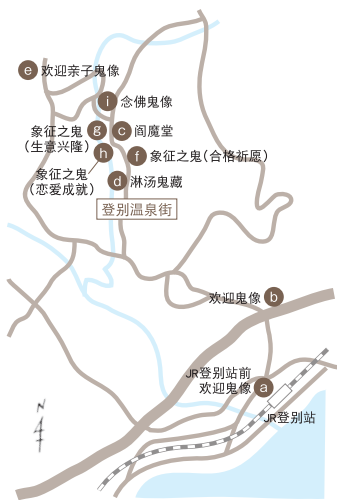 e 欢迎亲子鬼像
i 念佛鬼像
象征之鬼 g
（生意兴隆）
c 阎魔堂
h
f 象征之鬼（合格祈愿）
象征之鬼
（恋爱成就）
d 淋汤鬼藏
登别温泉街
欢迎鬼像 b
JR登别站前
欢迎鬼像 a
JR登别站
N